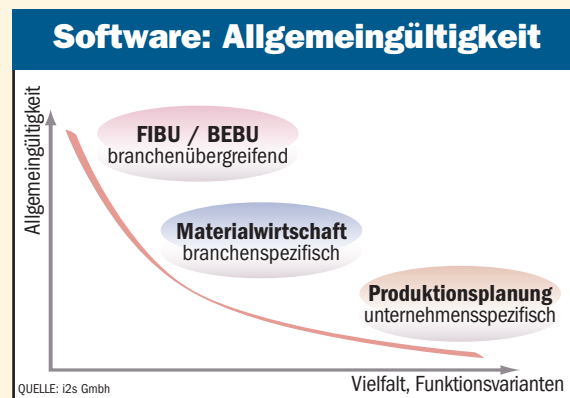 Software: Allgemeingültigkeit
Allgemeingültigkeit
FIBU / BEBU
branchenübergreifend
Materialwirtschaft
branchenspezifisch
Produktionsplanung
unternehmensspezifisch
Vielfalt, Funktionsvarianten
QUELLE: i2s Gmbh